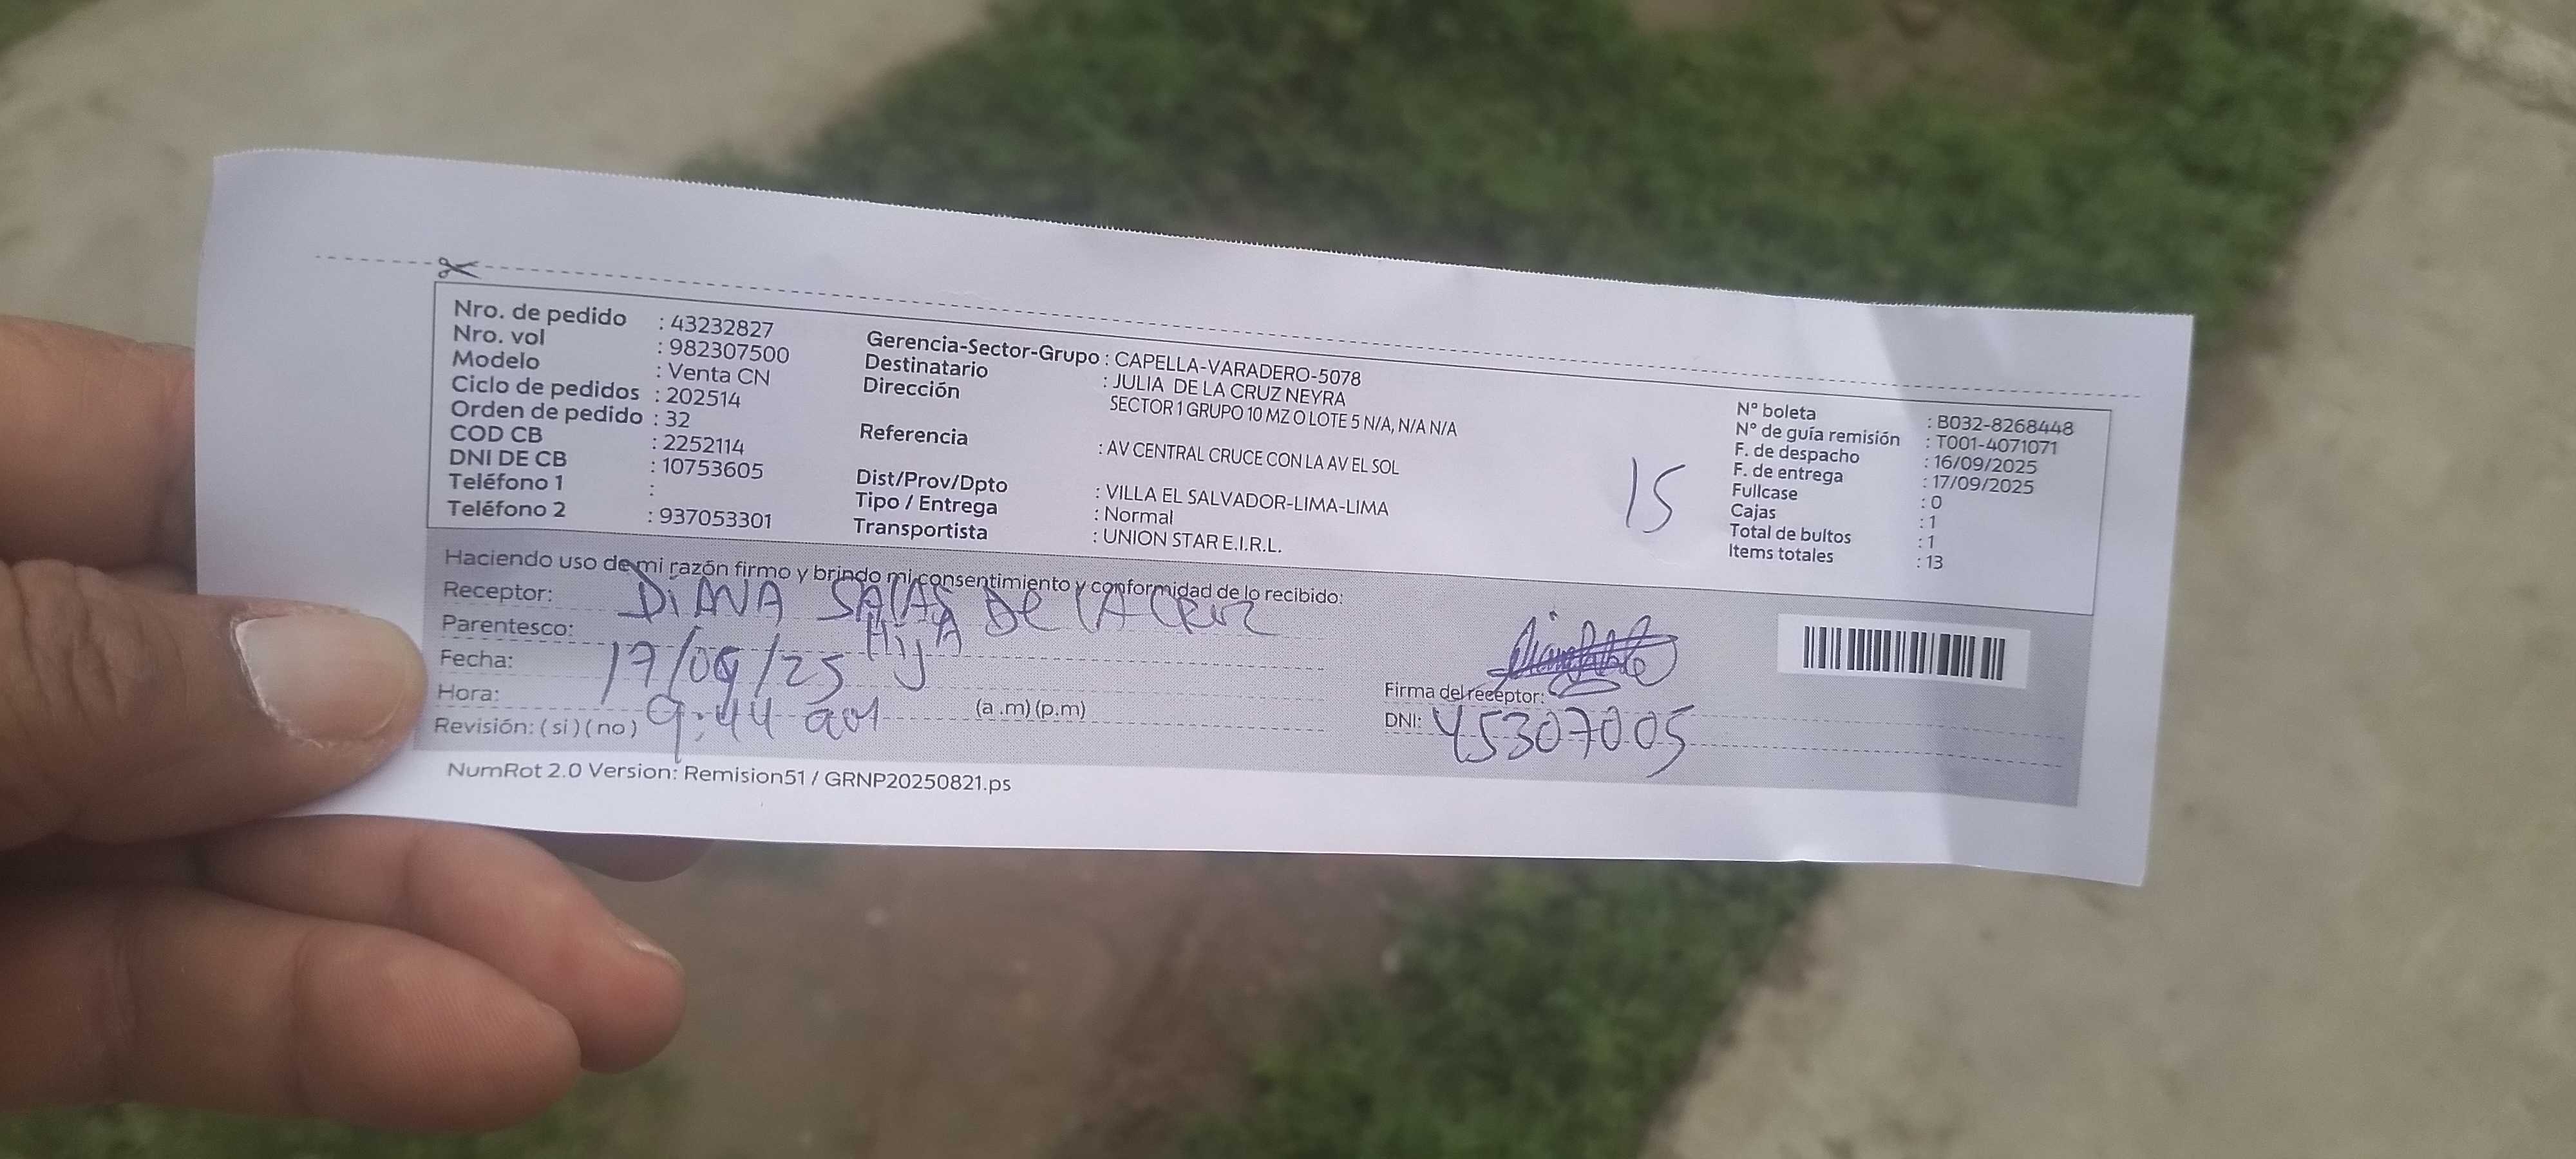 Nro. de pedido : 43232827
Nro. vol : 982307500
Modelo : Venta CN
Ciclo de pedidos : 202514
Orden de pedido : 32
COD CB : 2252114
DNI DE CB : 10753605
Teléfono 1 :
Teléfono 2 : 937053301
Gerencia-Sector-Grupo : CAPELLA-VARADERO-5078
Destinatario : JULIA DE LA CRUZ NEYRA
Dirección SECTOR 1 GRUPO 10 MZ O LOTE 5 N/A, N/A N/A
Referencia : AV CENTRAL CRUCE CON LA AV EL SOL
Dist/Prov/Dpto : VILLA EL SALVADOR-LIMA-LIMA
Tipo / Entrega : Normal
Transportista : UNION STAR E.I.R.L.
15
N° boleta : B032-8268448
N° de guía remisión : T001-4071071
F. de despacho : 16/09/2025
F. de entrega : 17/09/2025
Fullcase : 0
Cajas : 1
Total de bultos : 1
Items totales : 13
Haciendo uso de mi razón firmo y brindo mi consentimiento y conformidad de lo recibido:
Receptor: DiANA SALAS De LA CRUZ
Parentesco: HijA
Fecha: 17/09/25
Hora: 9:44 am (a .m) (p.m)
Revisión: ( si ) ( no )
Firma del receptor:
DNI: 45307005
NumRot 2.0 Version: Remision51 / GRNP20250821.ps